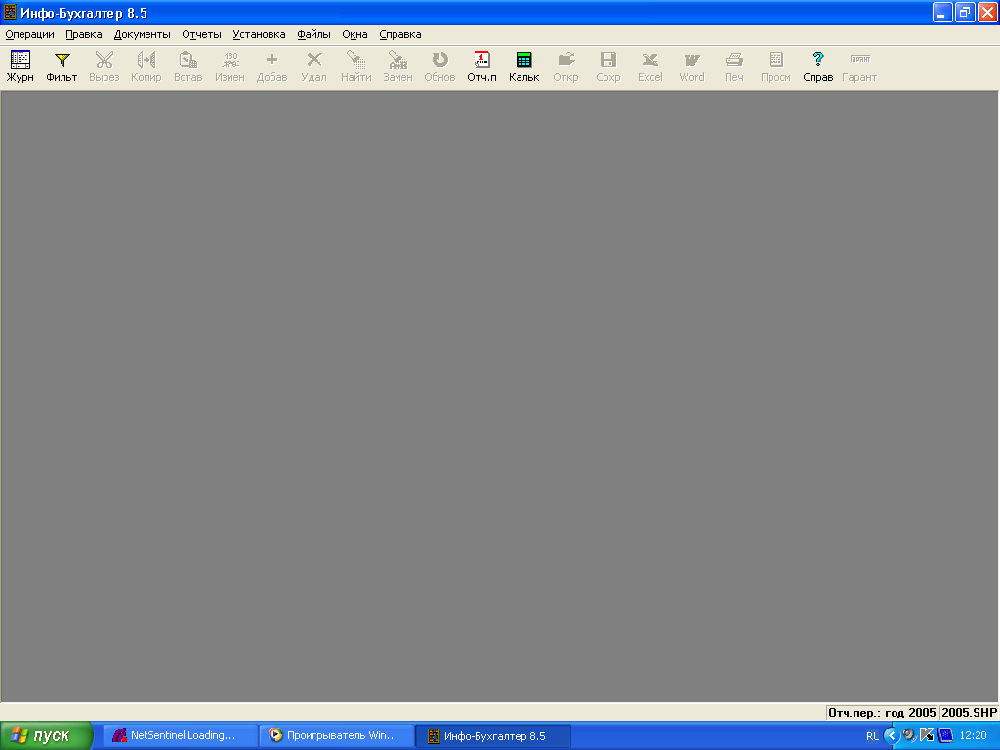 Инфо-Бухгалтер 8.5
Операции Правка Документы Отчеты Установка Файлы Окна Справка
Журн Фильт Вырез Копир Встав Измен Добав Удал Найти Замен Обнов Отч.п Кальк Откр Сохр Excel Word Печ Просм Справ Гарант
Отч.пер.: год 2005 2005.SHP
пуск NetSentinel Loading... Проигрыватель Win... Инфо-Бухгалтер 8.5 RL 12:20